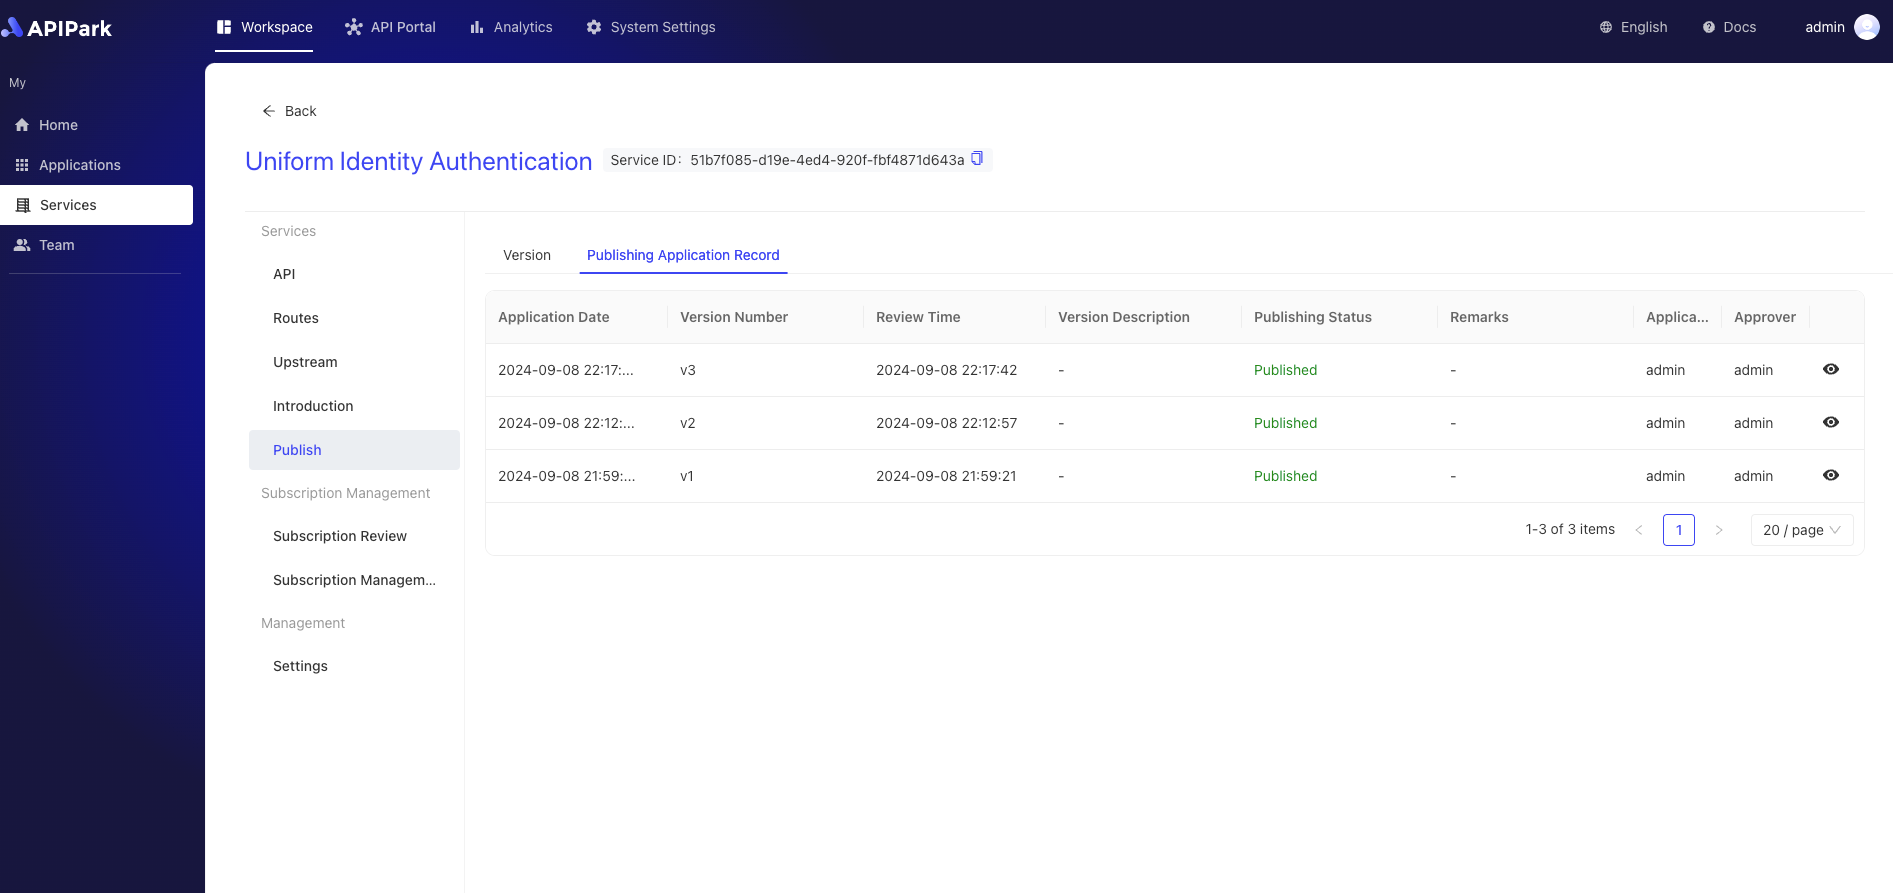 APIPark
Workspace
API Portal
Analytics
System Settings
English
Docs
admin
My
Home
Applications
Services
Team
Back
Uniform Identity Authentication
Service ID: 51b7f085-d19e-4ed4-920f-fbf4871d643a
Services
API
Routes
Upstream
Introduction
Publish
Subscription Management
Subscription Review
Subscription Managem...
Management
Settings
Version
Publishing Application Record
Application Date Version Number Review Time Version Description Publishing Status Remarks Applica... Approver
2024-09-08 22:17:... v3 2024-09-08 22:17:42 - Published - admin admin
2024-09-08 22:12:... v2 2024-09-08 22:12:57 - Published - admin admin
2024-09-08 21:59:... v1 2024-09-08 21:59:21 - Published - admin admin
1-3 of 3 items < 1 > 20 / page